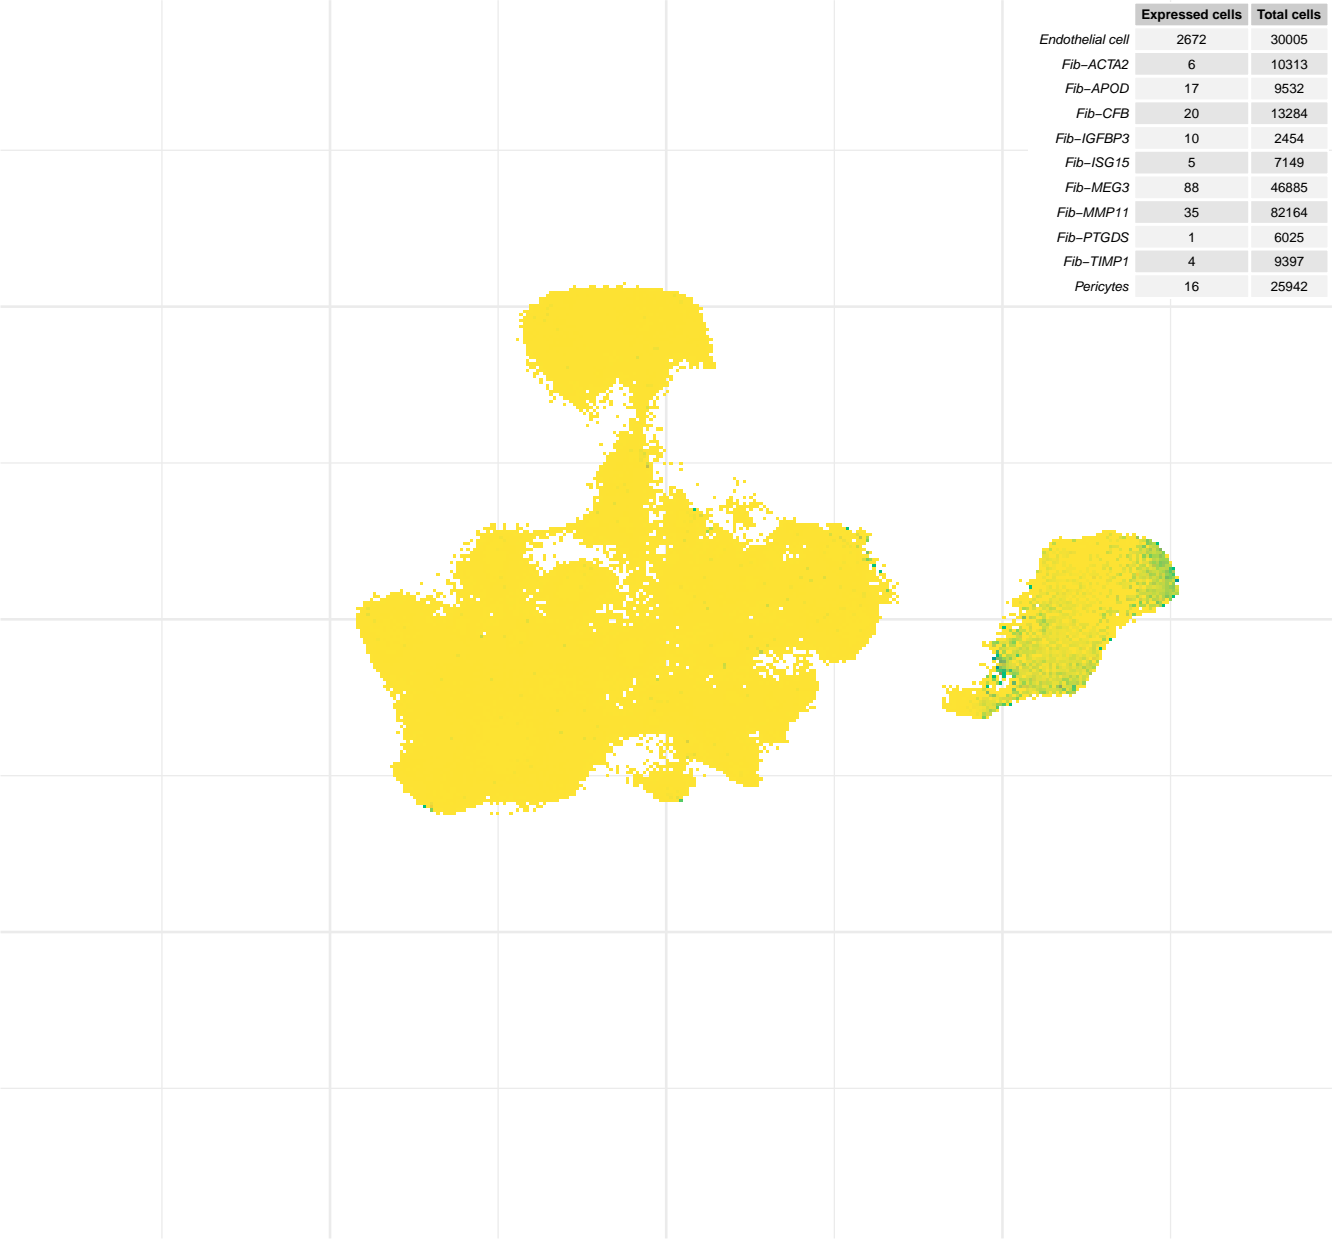 Expressed cells Total cells
Endothelial cell 2672 30005
Fib−ACTA2 6 10313
Fib−APOD 17 9532
Fib−CFB 20 13284
Fib−IGFBP3 10 2454
Fib−ISG15 5 7149
Fib−MEG3 88 46885
Fib−MMP11 35 82164
Fib−PTGDS 1 6025
Fib−TIMP1 4 9397
Pericytes 16 25942